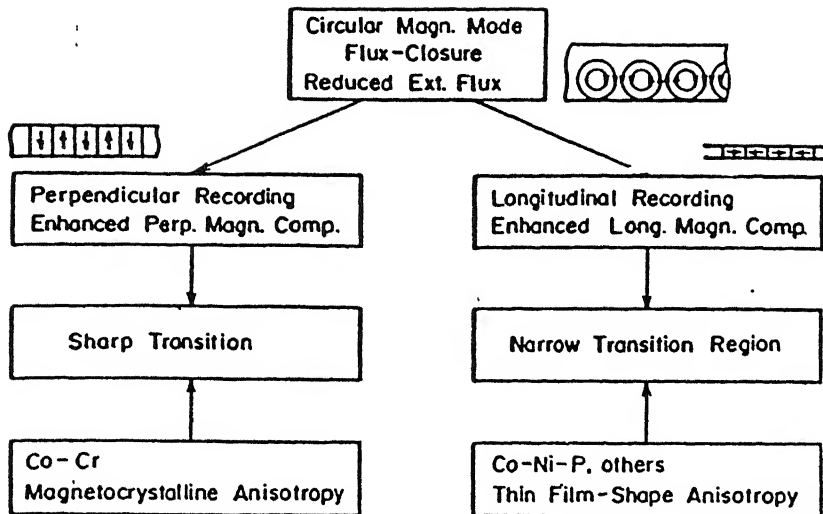 Circular Magn. Mode
Flux-Closure
Reduced Ext. Flux
Perpendicular Recording
Enhanced Perp. Magn. Comp.
Longitudinal Recording
Enhanced Long. Magn. Comp.
Sharp Transition
Narrow Transition Region
Co-Cr
Magnetocrystalline Anisotropy
Co-Ni-P, others
Thin Film-Shape Anisotropy